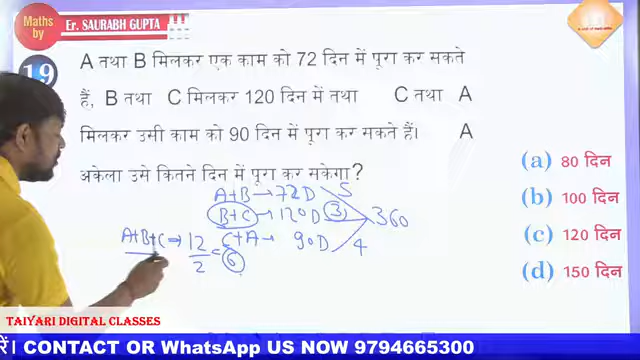 Maths
by
Er. SAURABH GUPTA
19
A तथा B मिलकर एक काम को 72 दिन में पूरा कर सकते
हैं, B तथा C मिलकर 120 दिन में तथा C तथा A
मिलकर उसी काम को 90 दिन में पूरा कर सकते हैं। A
अकेला उसे कितने दिन में पूरा कर सकेगा?
(a) 80 दिन
(b) 100 दिन
(c) 120 दिन
(d) 150 दिन
A+B→72D 5
B+C→120D 3 360
C+A→ 90D 4
A+B+C⇒ 12/2 = 6
TAIYARI DIGITAL CLASSES
रें। CONTACT OR WhatsApp US NOW 9794665300